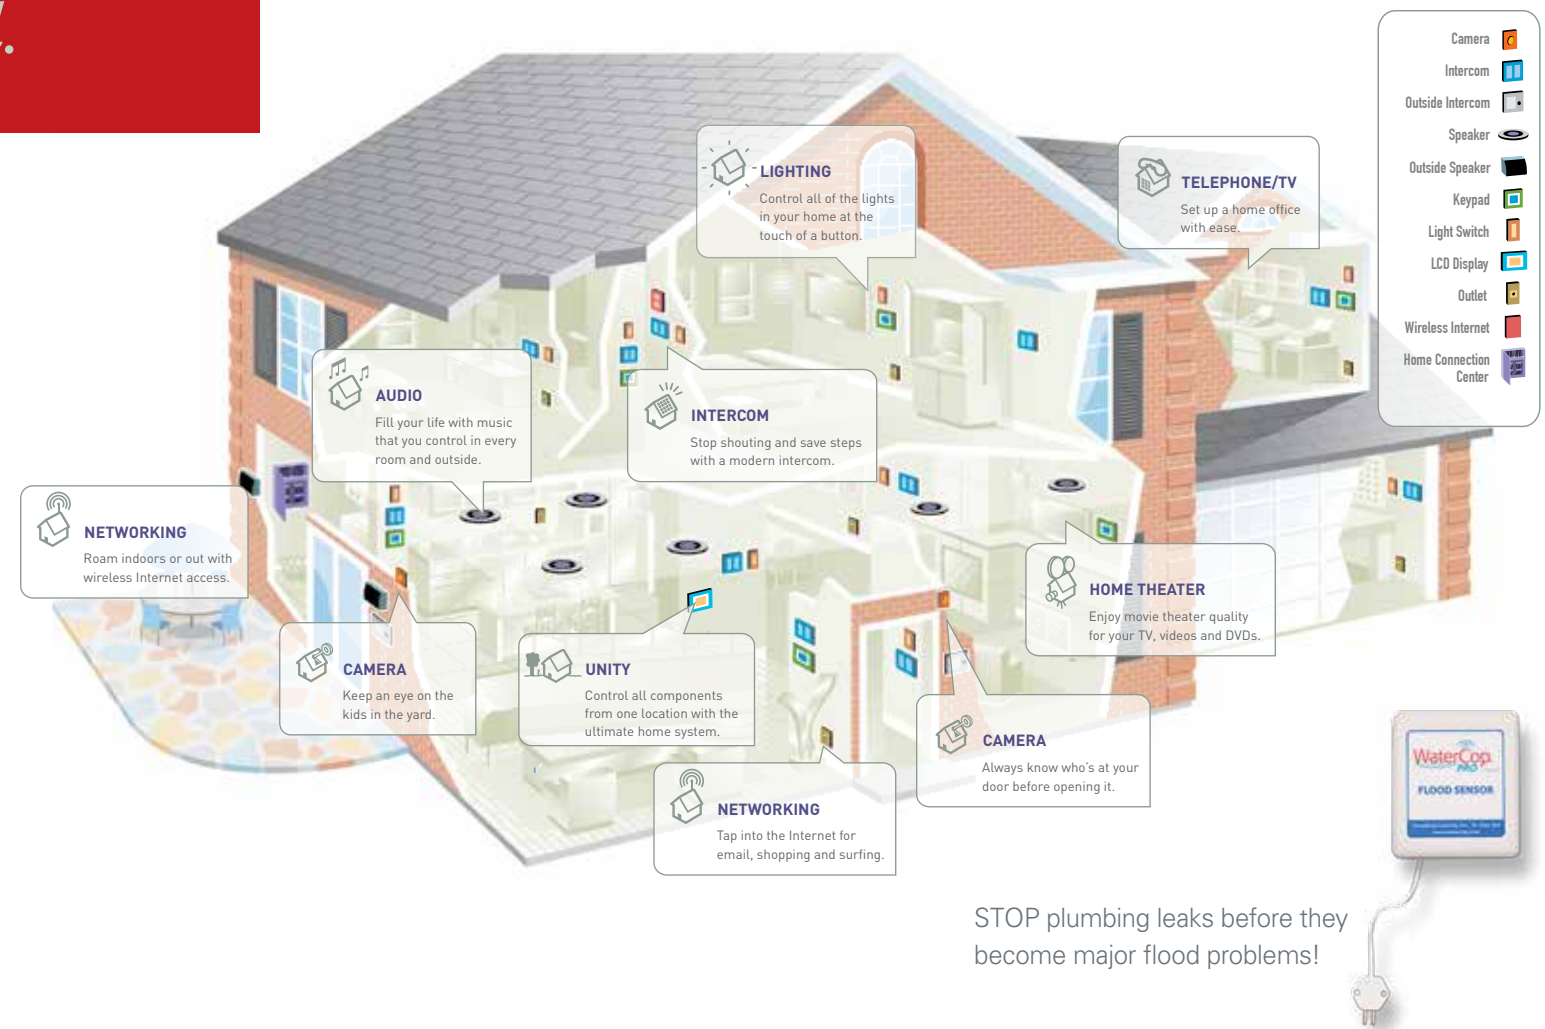 Camera
Intercom
Outside Intercom
Speaker
Outside Speaker
Keypad
Light Switch
LCD Display
Outlet
Wireless Internet
Home Connection
Center
LIGHTING
Control all of the lights
in your home at the
touch of a button.
TELEPHONE/TV
Set up a home office
with ease.
AUDIO
Fill your life with music
that you control in every
room and outside.
INTERCOM
Stop shouting and save steps
with a modern intercom.
NETWORKING
Roam indoors or out with
wireless Internet access.
HOME THEATER
Enjoy movie theater quality
for your TV, videos and DVDs.
CAMERA
Keep an eye on the
kids in the yard.
UNITY
Control all components
from one location with the
ultimate home system.
CAMERA
Always know who's at your
door before opening it.
NETWORKING
Tap into the Internet for
email, shopping and surfing.
WaterCop
PRO
FLOOD SENSOR
STOP plumbing leaks before they
become major flood problems!